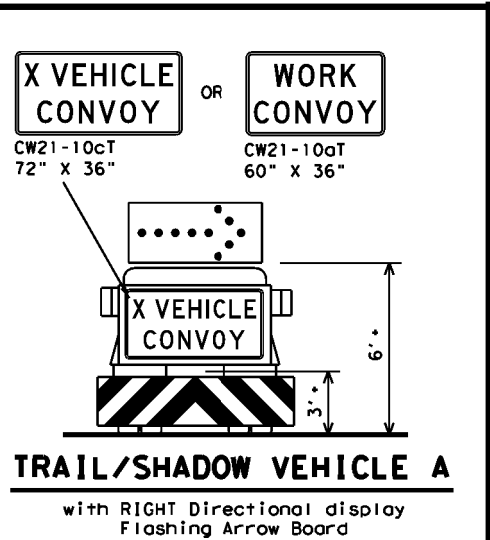 X VEHICLE
CONVOY
OR
WORK
CONVOY
CW21-10cT
72" X 36"
CW21-10aT
60" X 36"
X VEHICLE
CONVOY
6'+
3'+
TRAIL/SHADOW VEHICLE A
with RIGHT Directional display
Flashing Arrow Board